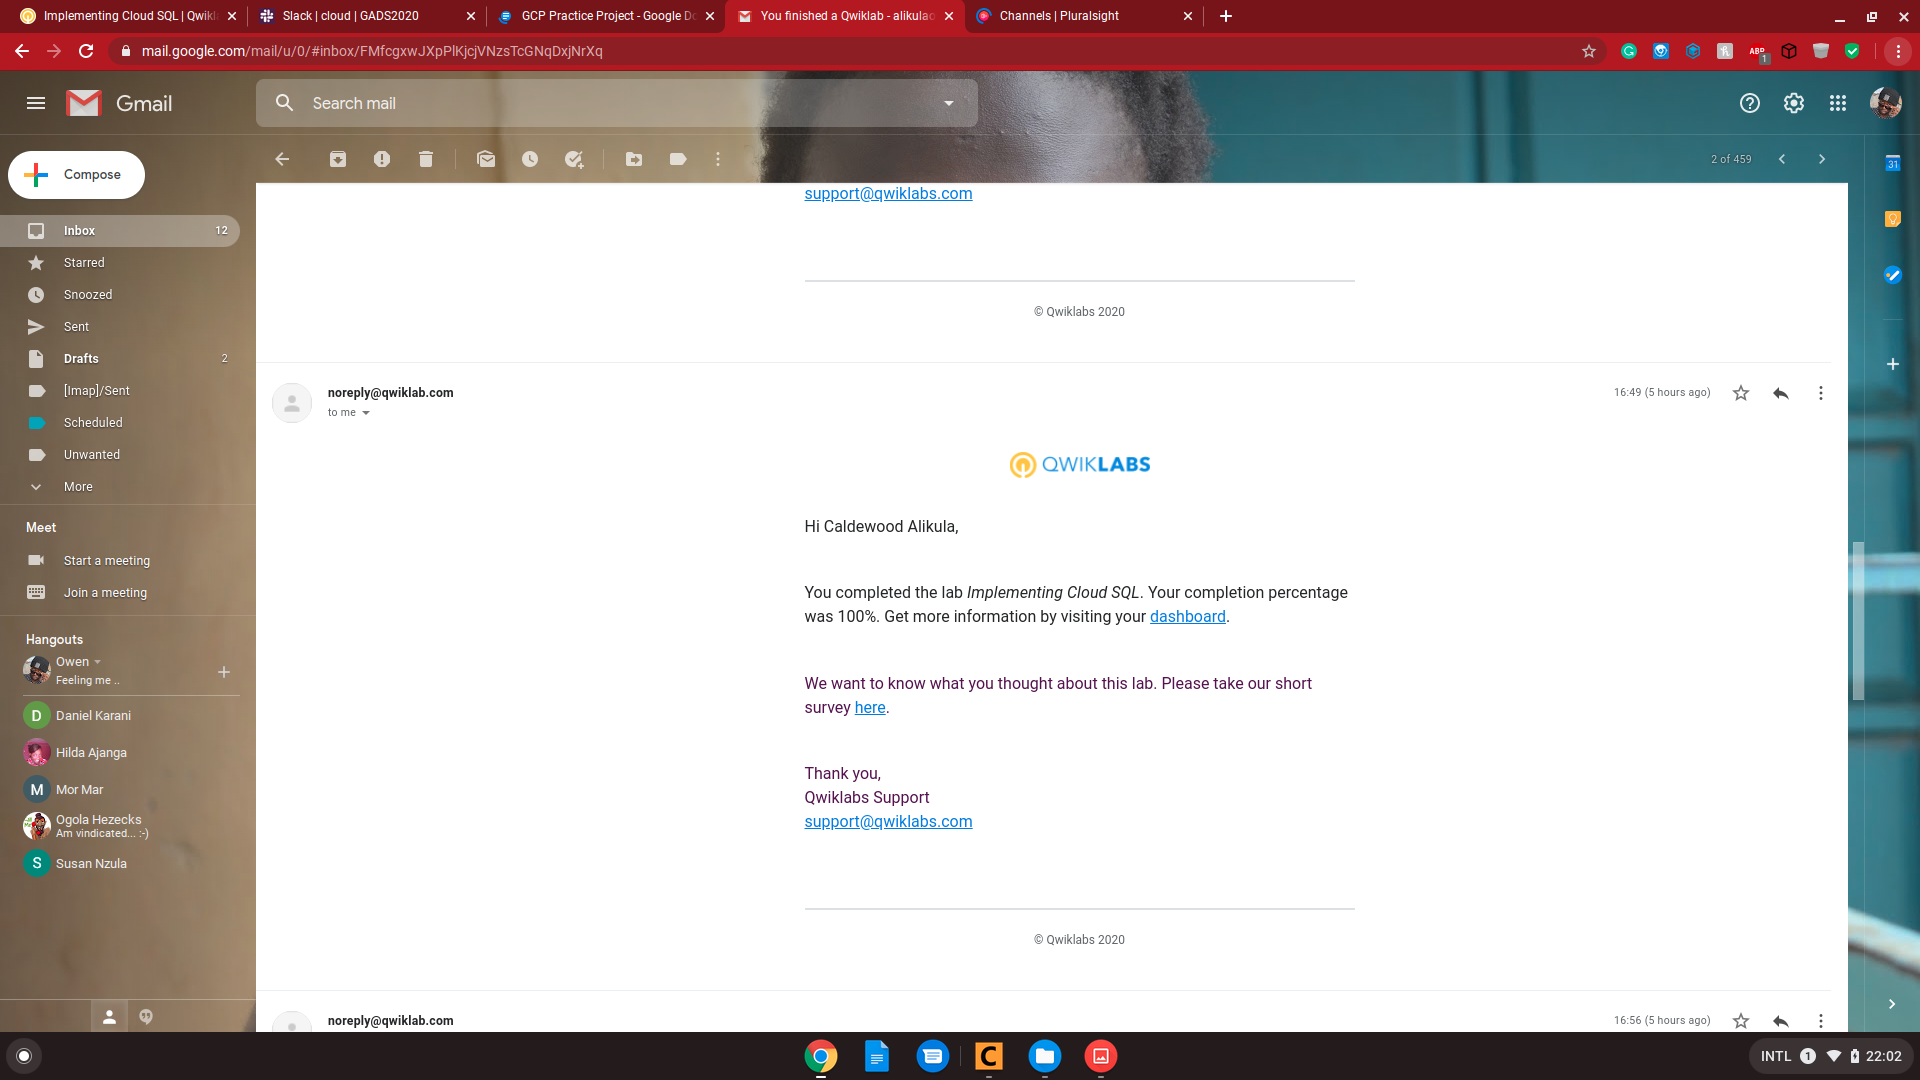 Implementing Cloud SQL | Qwikl
Slack | cloud | GADS2020
GCP Practice Project - Google Do
You finished a Qwiklab - alikulao
Channels | Pluralsight
mail.google.com/mail/u/0/#inbox/FMfcgxwJXpPlKjcjVNzsTcGNqDxjNrXq
ABP
1
Gmail
Search mail
Compose
2 of 459
31
Inbox 12
Starred
Snoozed
Sent
Drafts 2
[Imap]/Sent
Scheduled
Unwanted
More
Meet
Start a meeting
Join a meeting
Hangouts
Owen
Feeling me ..
D Daniel Karani
Hilda Ajanga
M Mor Mar
Ogola Hezecks
Am vindicated... :-)
S Susan Nzula
support@qwiklabs.com
© Qwiklabs 2020
noreply@qwiklab.com
16:49 (5 hours ago)
to me
QWIKLABS
Hi Caldewood Alikula,
You completed the lab Implementing Cloud SQL. Your completion percentage
was 100%. Get more information by visiting your dashboard.
We want to know what you thought about this lab. Please take our short
survey here.
Thank you,
Qwiklabs Support
support@qwiklabs.com
© Qwiklabs 2020
noreply@qwiklab.com
16:56 (5 hours ago)
C
INTL 1 22:02